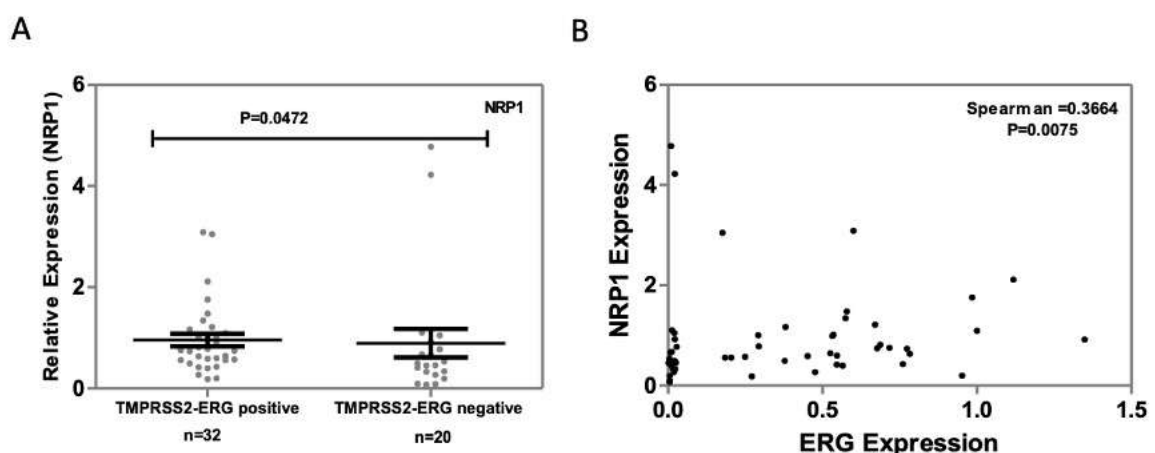 A
6
4
2
0
Relative Expression (NRP1)
P=0.0472
NRP1
TMPRSS2-ERG positive
TMPRSS2-ERG negative
n=32
n=20
B
6
4
2
0
NRP1 Expression
Spearman =0.3664
P=0.0075
0.0
0.5
1.0
1.5
ERG Expression